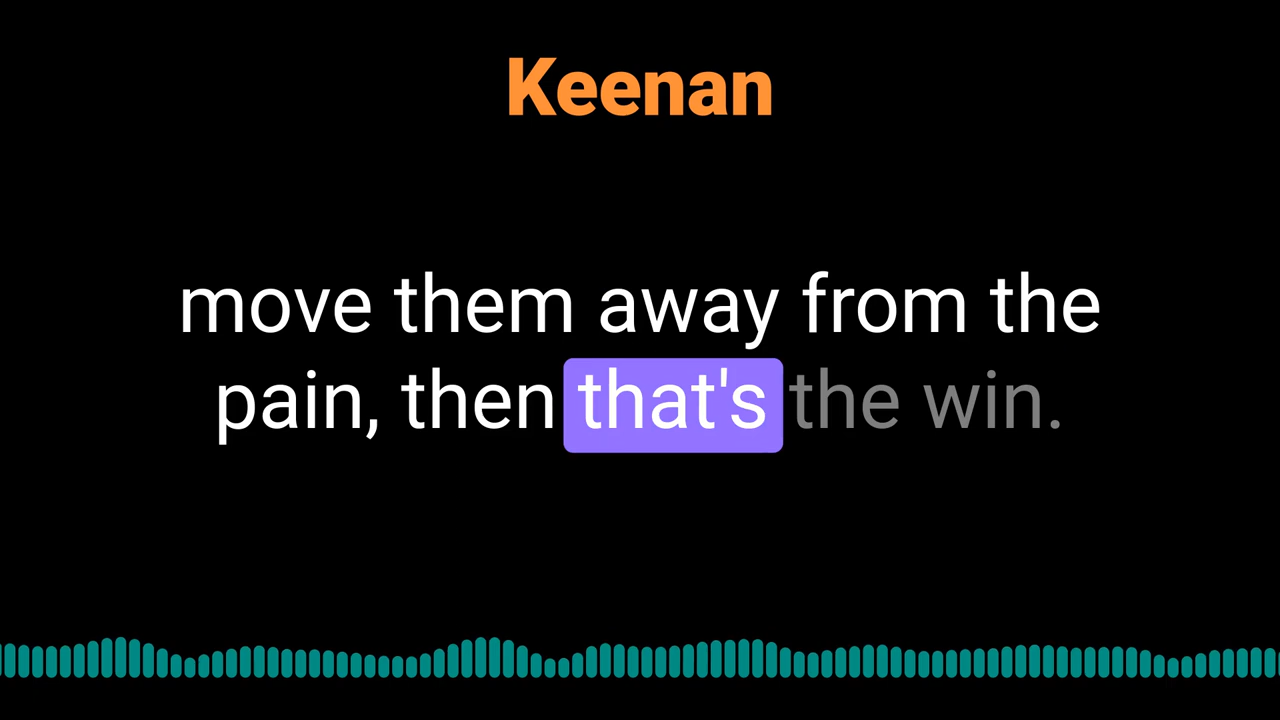 Keenan
move them away from the
pain, then that's the win.